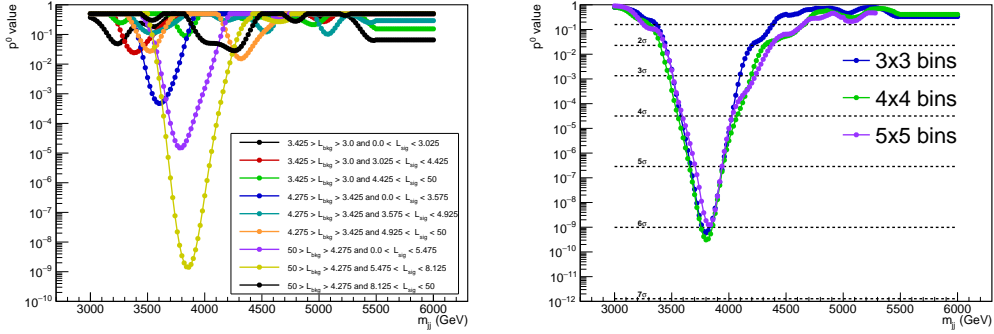 p⁰ value
1
10⁻¹
10⁻²
10⁻³
10⁻⁴
10⁻⁵
10⁻⁶
10⁻⁷
10⁻⁸
10⁻⁹
10⁻¹⁰
3.425 > L_bkg > 3.0 and 0.0 < L_sig < 3.025
3.425 > L_bkg > 3.0 and 3.025 < L_sig < 4.425
3.425 > L_bkg > 3.0 and 4.425 < L_sig < 50
4.275 > L_bkg > 3.425 and 0.0 < L_sig < 3.575
4.275 > L_bkg > 3.425 and 3.575 < L_sig < 4.925
4.275 > L_bkg > 3.425 and 4.925 < L_sig < 50
50 > L_bkg > 4.275 and 0.0 < L_sig < 5.475
50 > L_bkg > 4.275 and 5.475 < L_sig < 8.125
50 > L_bkg > 4.275 and 8.125 < L_sig < 50
3000 3500 4000 4500 5000 5500 6000
m_jj (GeV)
p⁰ value
1
10⁻¹
10⁻²
10⁻³
10⁻⁴
10⁻⁵
10⁻⁶
10⁻⁷
10⁻⁸
10⁻⁹
10⁻¹⁰
10⁻¹¹
10⁻¹²
2σ
3σ
4σ
5σ
6σ
7σ
3x3 bins
4x4 bins
5x5 bins
3000 3500 4000 4500 5000 5500 6000
m_jj (GeV)